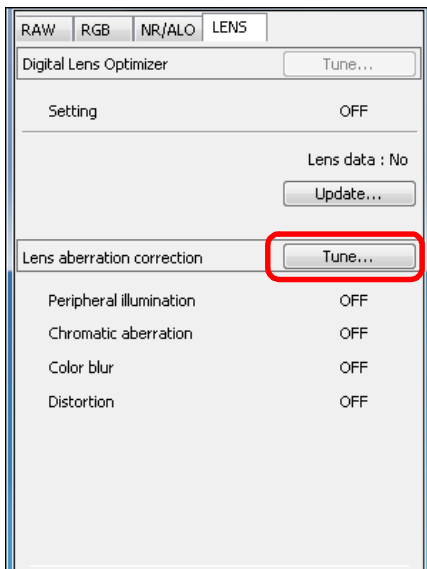 RAW RGB NR/ALO LENS
Digital Lens Optimizer Tune...
Setting OFF
Lens data : No
Update...
Lens aberration correction Tune...
Peripheral illumination OFF
Chromatic aberration OFF
Color blur OFF
Distortion OFF